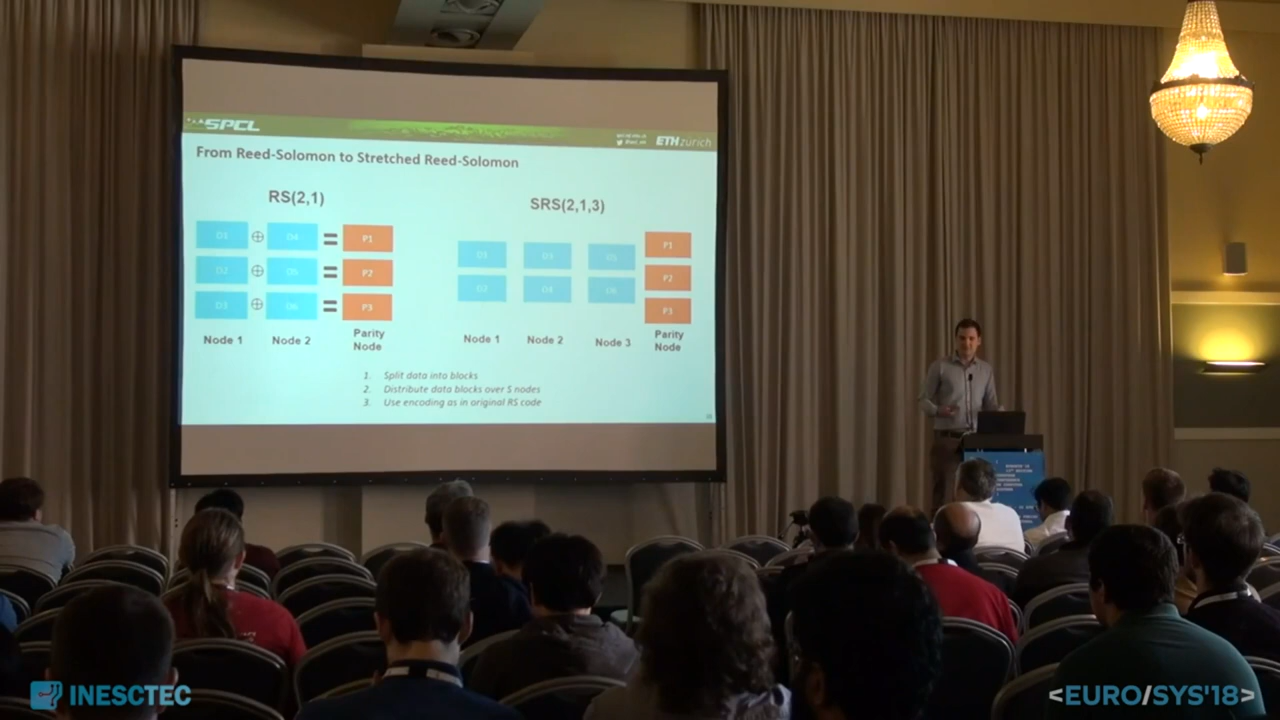 SPCL
ETH zürich
From Reed-Solomon to Stretched Reed-Solomon
RS(2,1)
SRS(2,1,3)
D1 ⊕ D4 = P1
D2 ⊕ D5 = P2
D3 ⊕ D6 = P3
Node 1 Node 2 Parity Node
D1 D3 D5 P1
D2 D4 D6 P2
P3
Node 1 Node 2 Node 3 Parity Node
1. Split data into blocks
2. Distribute data blocks over S nodes
3. Use encoding as in original RS code
INESCTEC
<EURO/SYS'18>